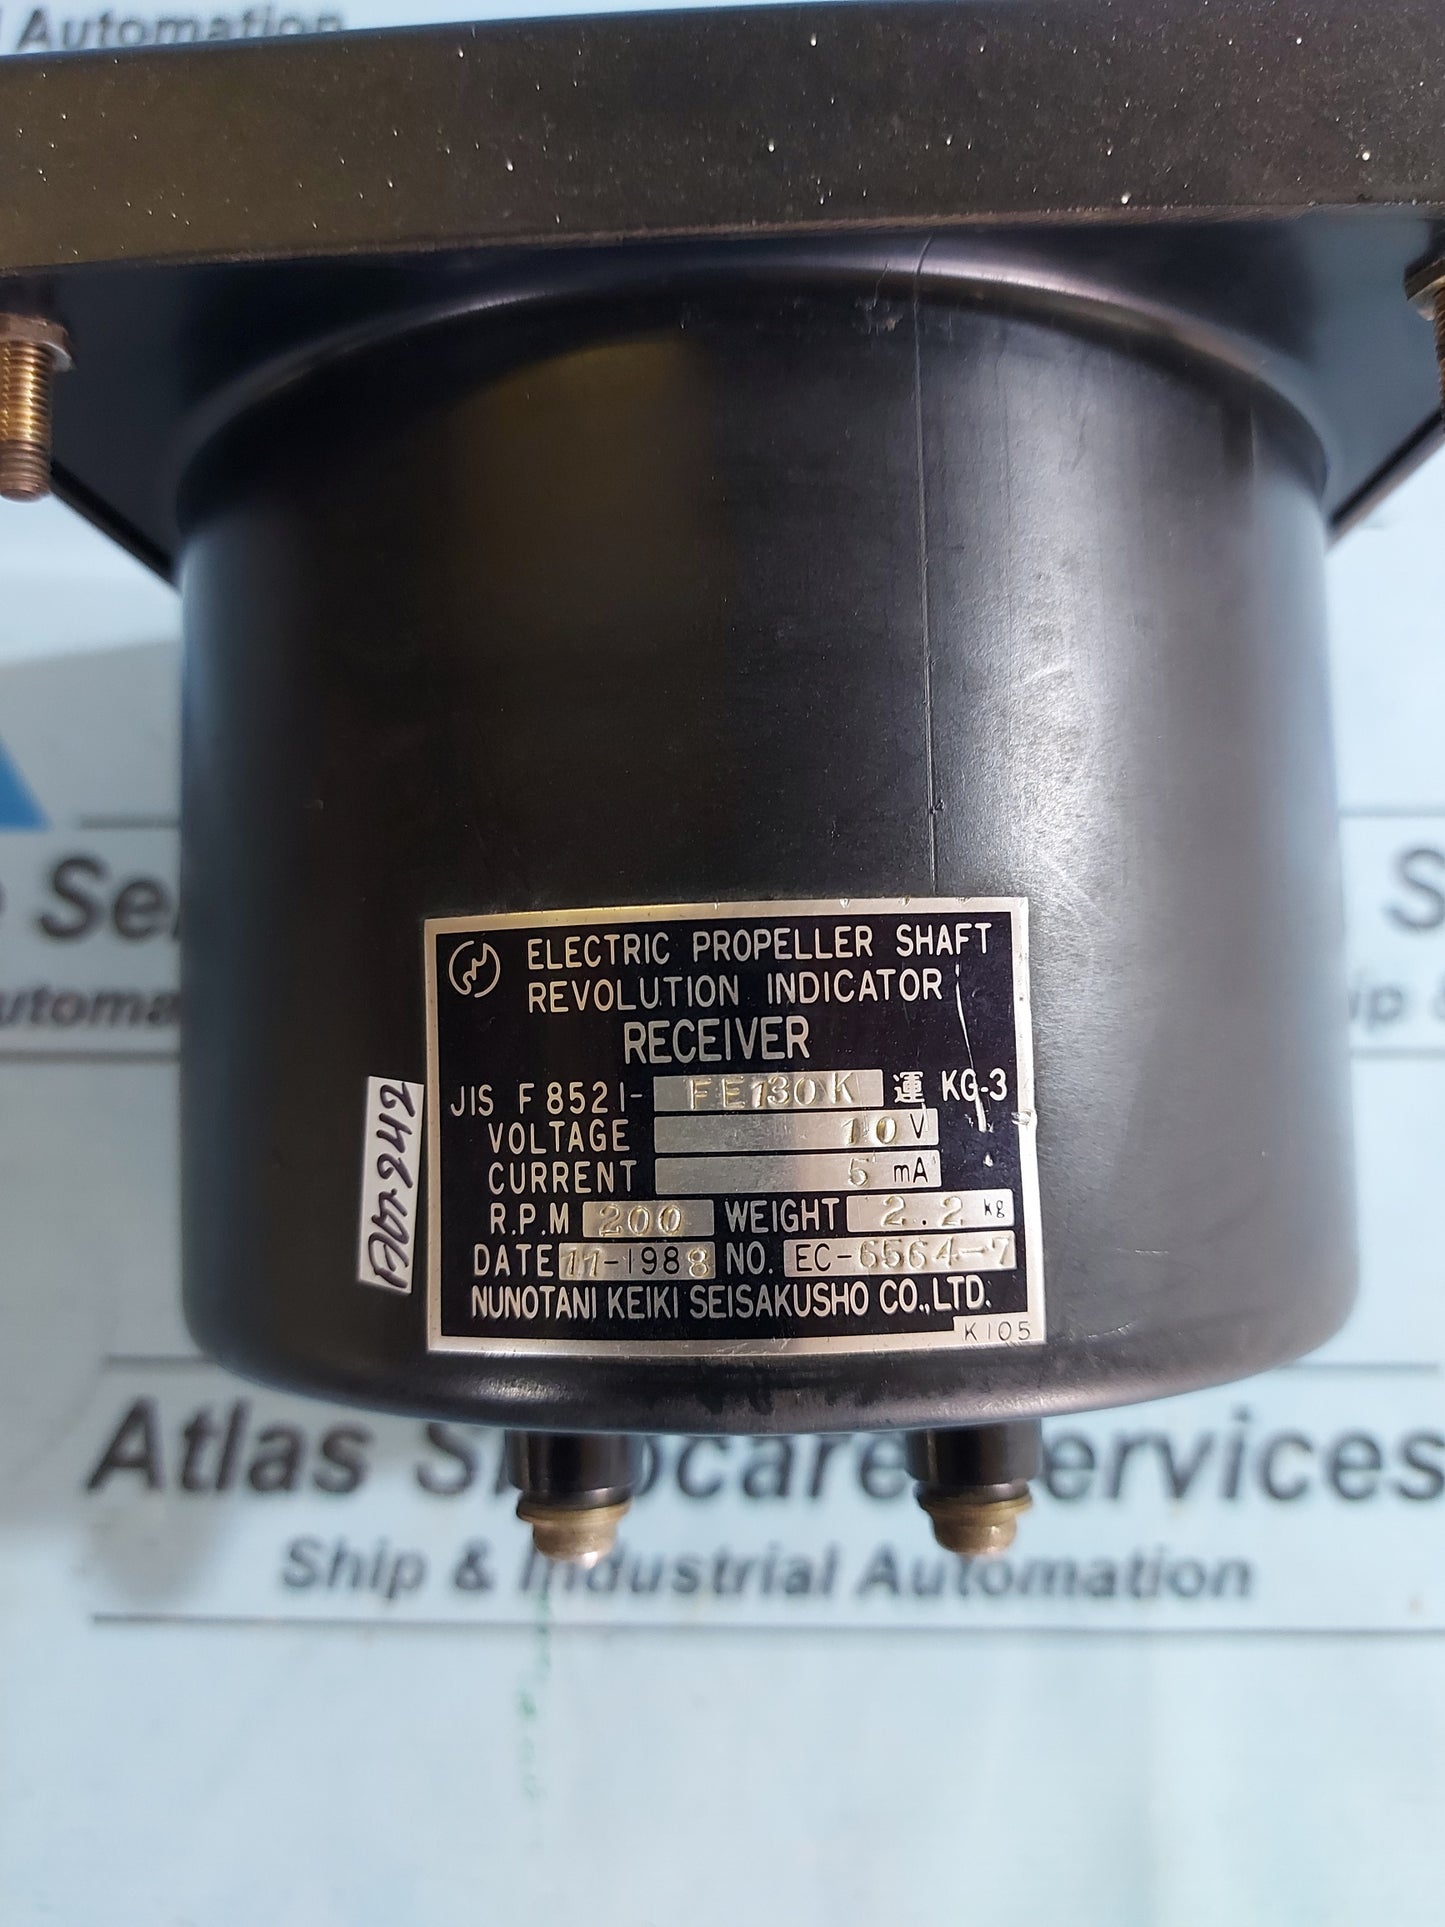 Automation
ELECTRIC PROPELLER SHAFT
REVOLUTION INDICATOR
RECEIVER
JIS F 8521- FE130K 運 KG-3
VOLTAGE 10 V
CURRENT 5 mA
R.P.M 200 WEIGHT 2.2 kg
DATE 11-1988 NO. EC-6564-7
NUNOTANI KEIKI SEISAKUSHO CO.,LTD.
K105
Atlas Shipcare Services
Ship & Industrial Automation